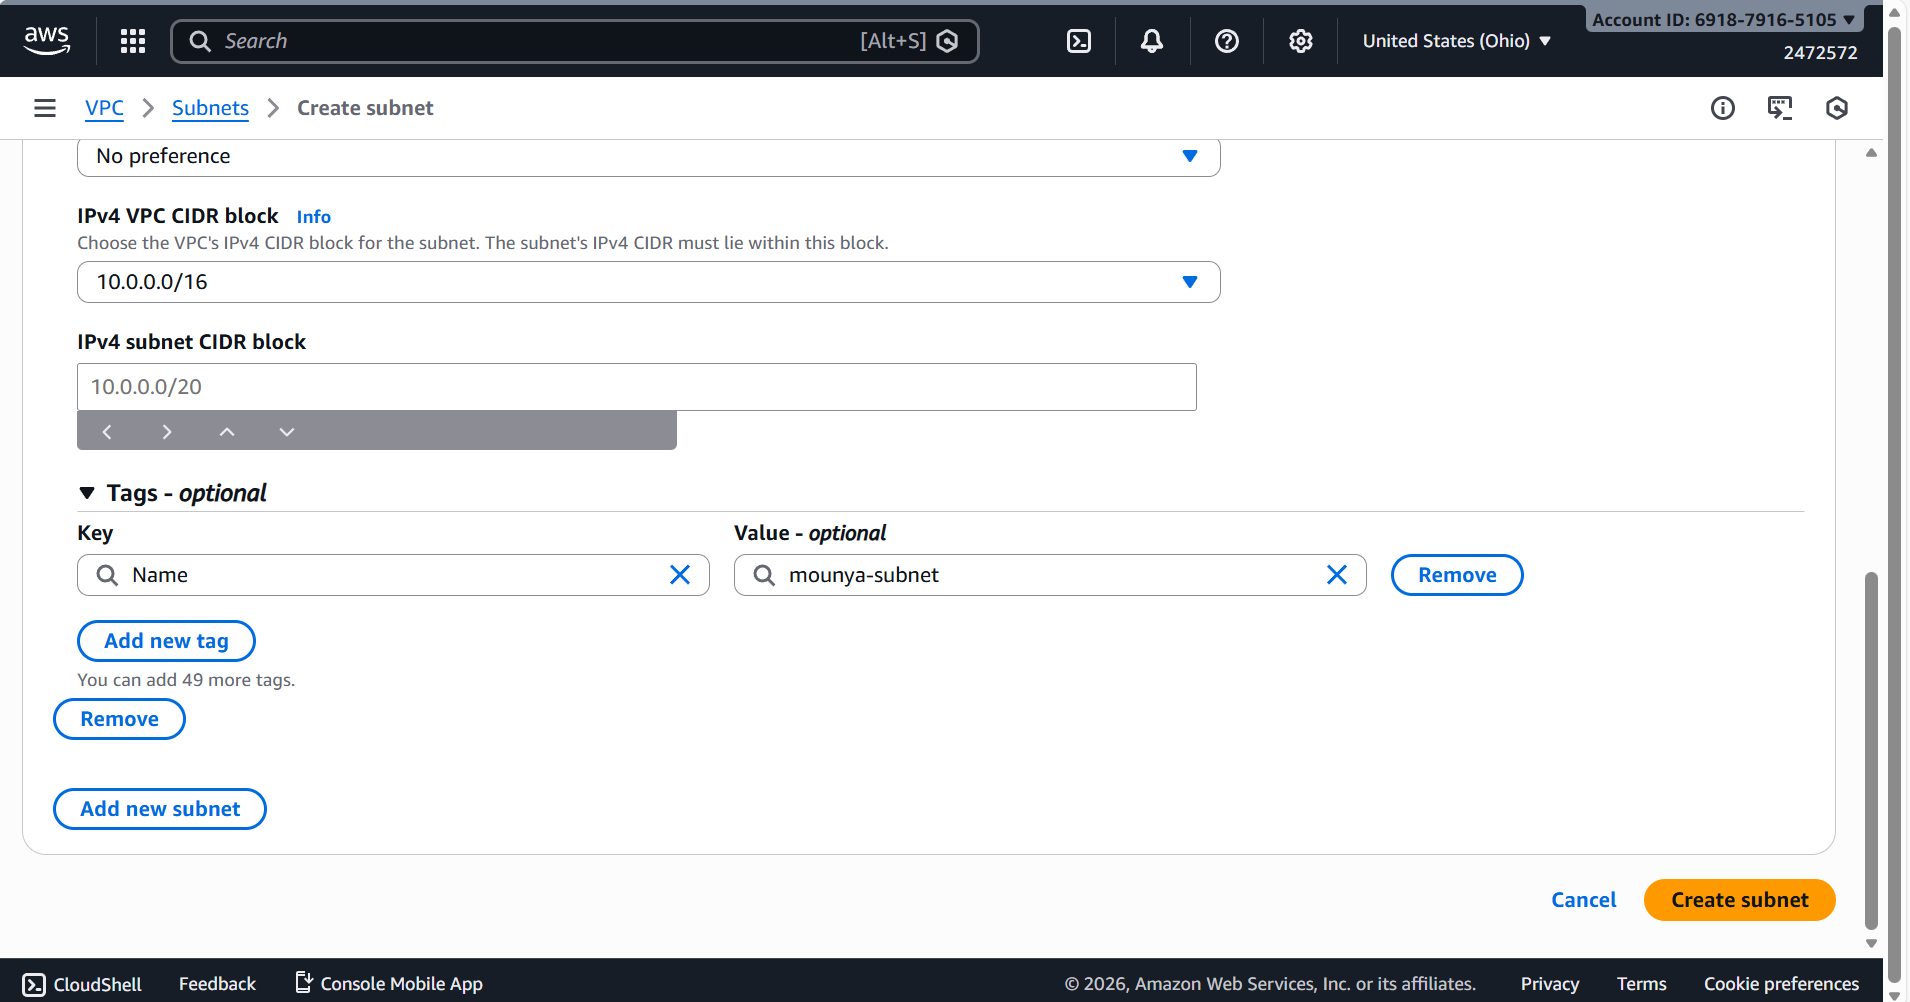 aws
Search [Alt+S]
United States (Ohio)
Account ID: 6918-7916-5105
2472572
VPC
Subnets
Create subnet
No preference
IPv4 VPC CIDR block Info
Choose the VPC's IPv4 CIDR block for the subnet. The subnet's IPv4 CIDR must lie within this block.
10.0.0.0/16
IPv4 subnet CIDR block
10.0.0.0/20
Tags - optional
Key
Value - optional
Name
mounya-subnet
Remove
Add new tag
You can add 49 more tags.
Remove
Add new subnet
Cancel
Create subnet
CloudShell
Feedback
Console Mobile App
© 2026, Amazon Web Services, Inc. or its affiliates.
Privacy
Terms
Cookie preferences